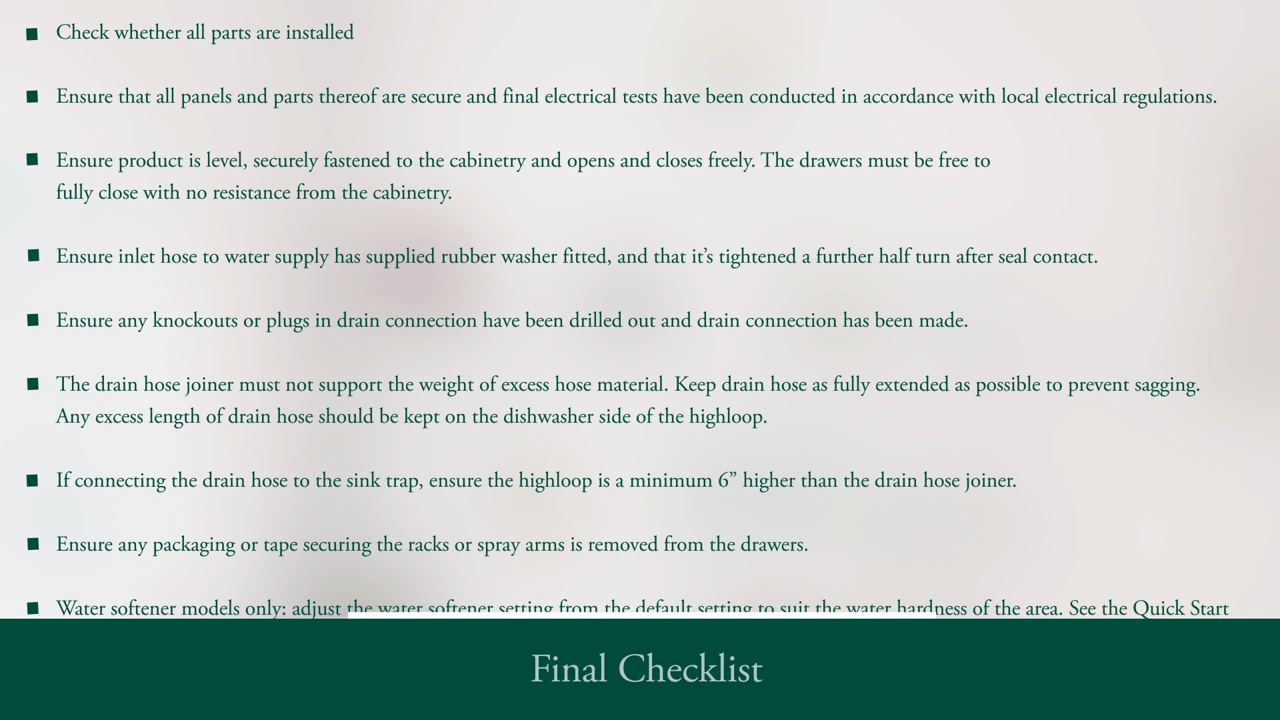 Check whether all parts are installed
Ensure that all panels and parts thereof are secure and final electrical tests have been conducted in accordance with local electrical regulations.
Ensure product is level, securely fastened to the cabinetry and opens and closes freely. The drawers must be free to
fully close with no resistance from the cabinetry.
Ensure inlet hose to water supply has supplied rubber washer fitted, and that it’s tightened a further half turn after seal contact.
Ensure any knockouts or plugs in drain connection have been drilled out and drain connection has been made.
The drain hose joiner must not support the weight of excess hose material. Keep drain hose as fully extended as possible to prevent sagging.
Any excess length of drain hose should be kept on the dishwasher side of the highloop.
If connecting the drain hose to the sink trap, ensure the highloop is a minimum 6” higher than the drain hose joiner.
Ensure any packaging or tape securing the racks or spray arms is removed from the drawers.
Water softener models only: adjust the water softener setting from the default setting to suit the water hardness of the area. See the Quick Start
Final Checklist